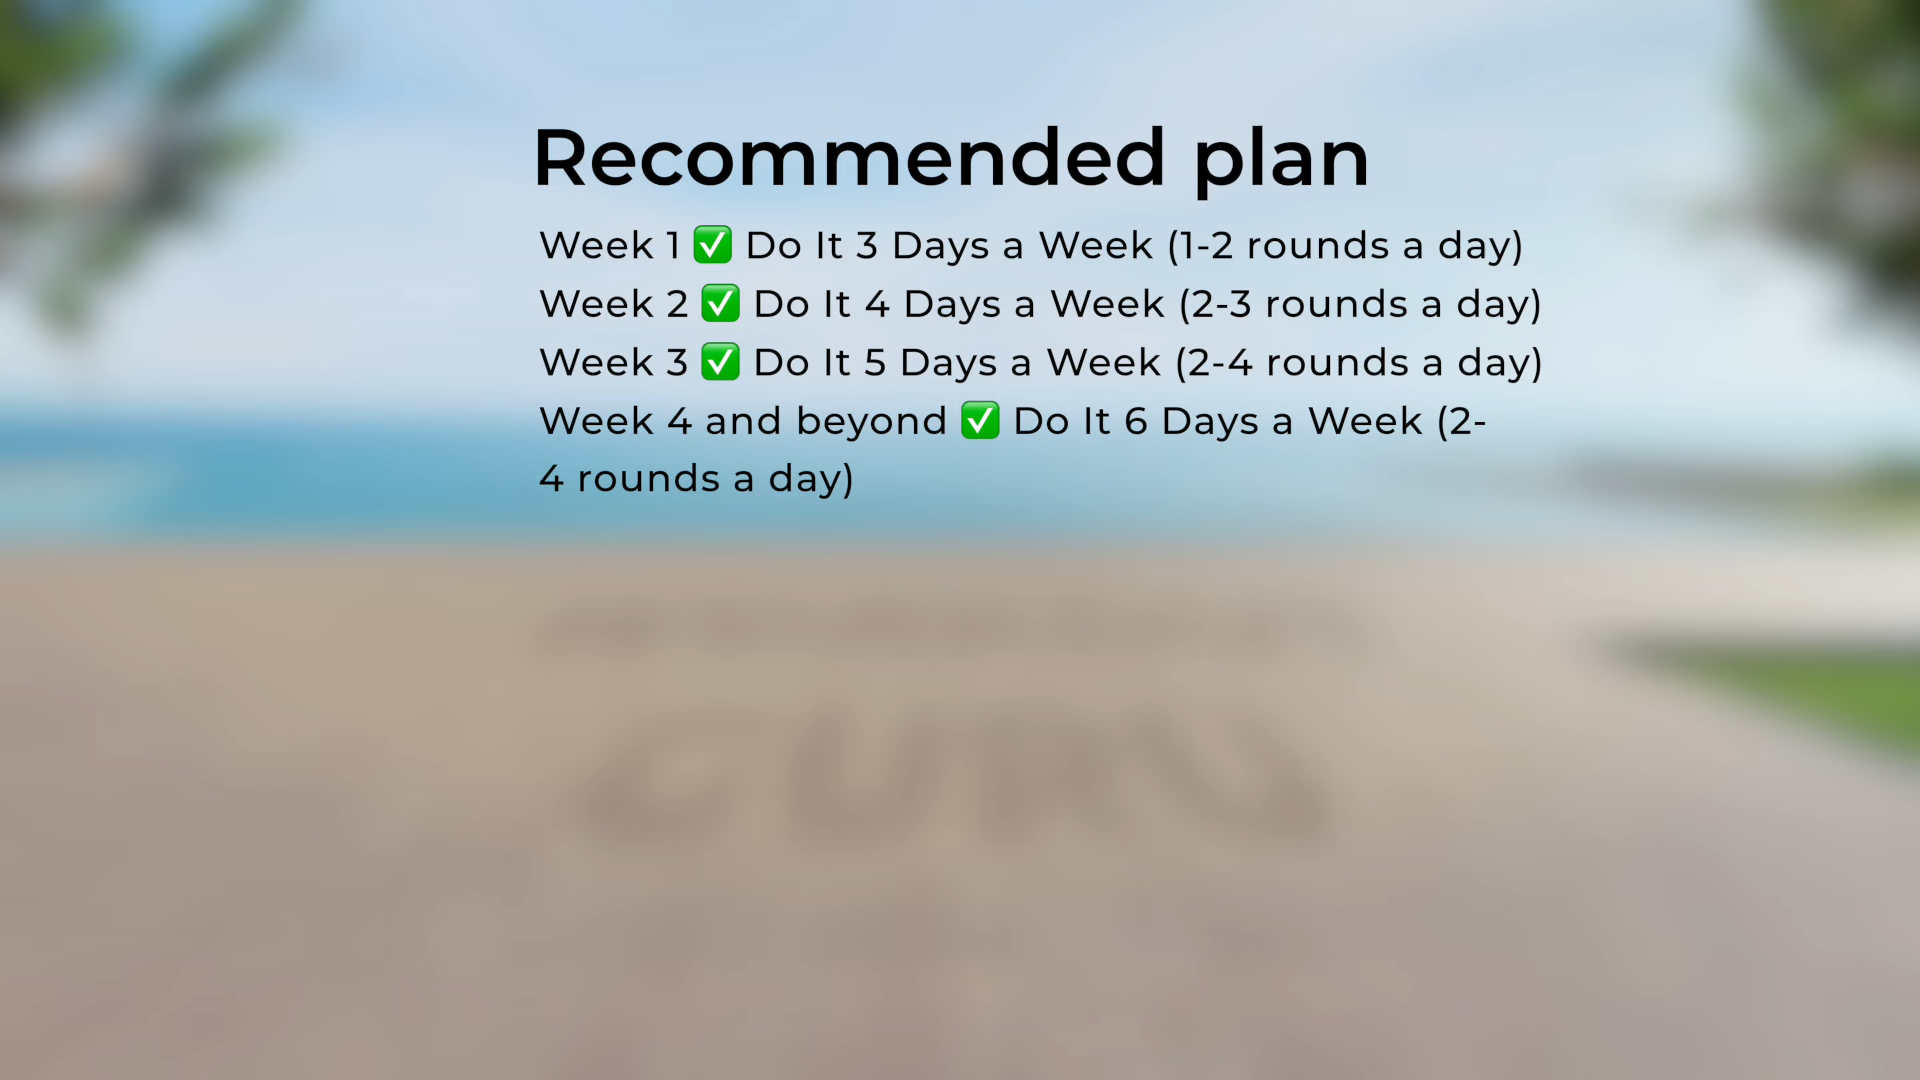 Recommended plan
Week 1 ✅ Do It 3 Days a Week (1-2 rounds a day)
Week 2 ✅ Do It 4 Days a Week (2-3 rounds a day)
Week 3 ✅ Do It 5 Days a Week (2-4 rounds a day)
Week 4 and beyond ✅ Do It 6 Days a Week (2-
4 rounds a day)
GURU